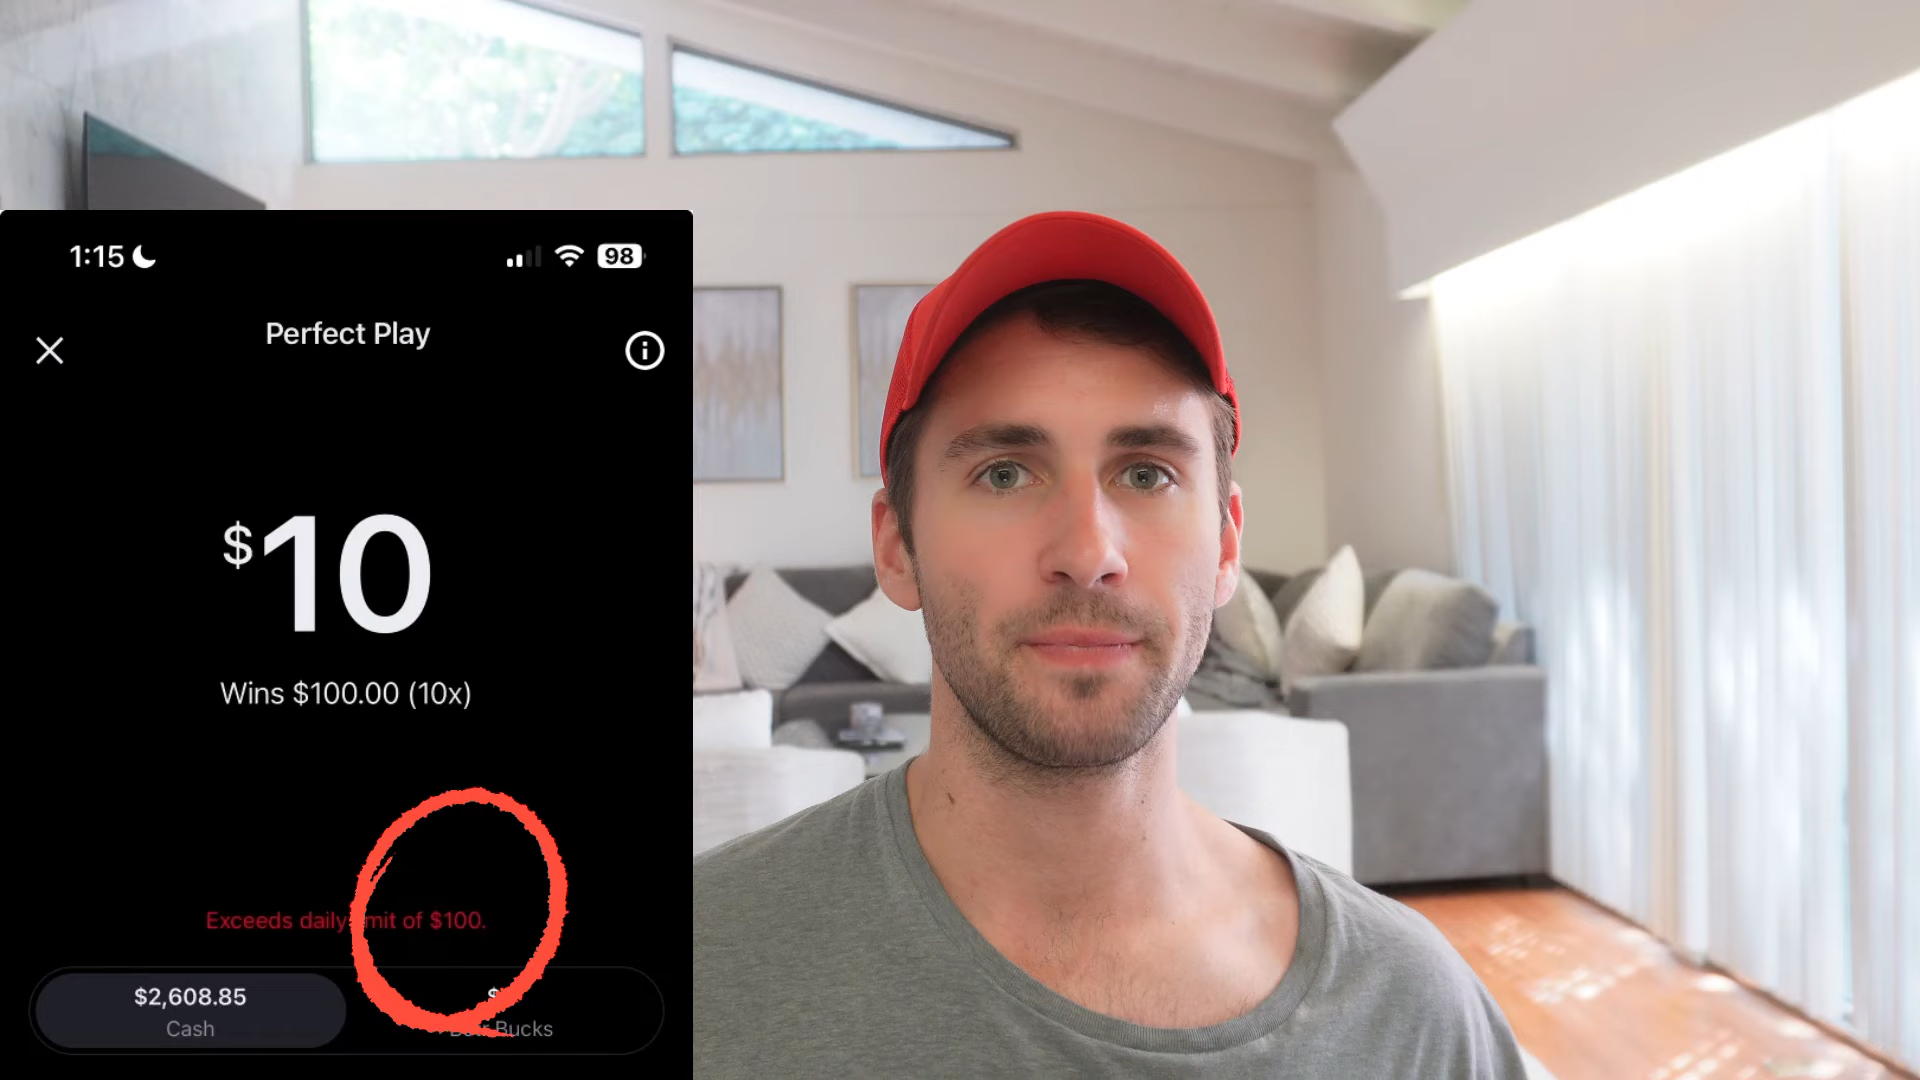 1:15
98
Perfect Play
$10
Wins $100.00 (10x)
Exceeds daily mit of $100.
$2,608.85
$
Cash
Bucks